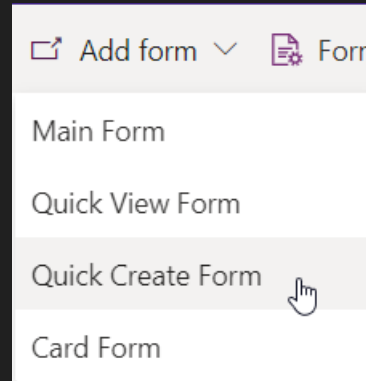 Add form
Main Form
Quick View Form
Quick Create Form
Card Form